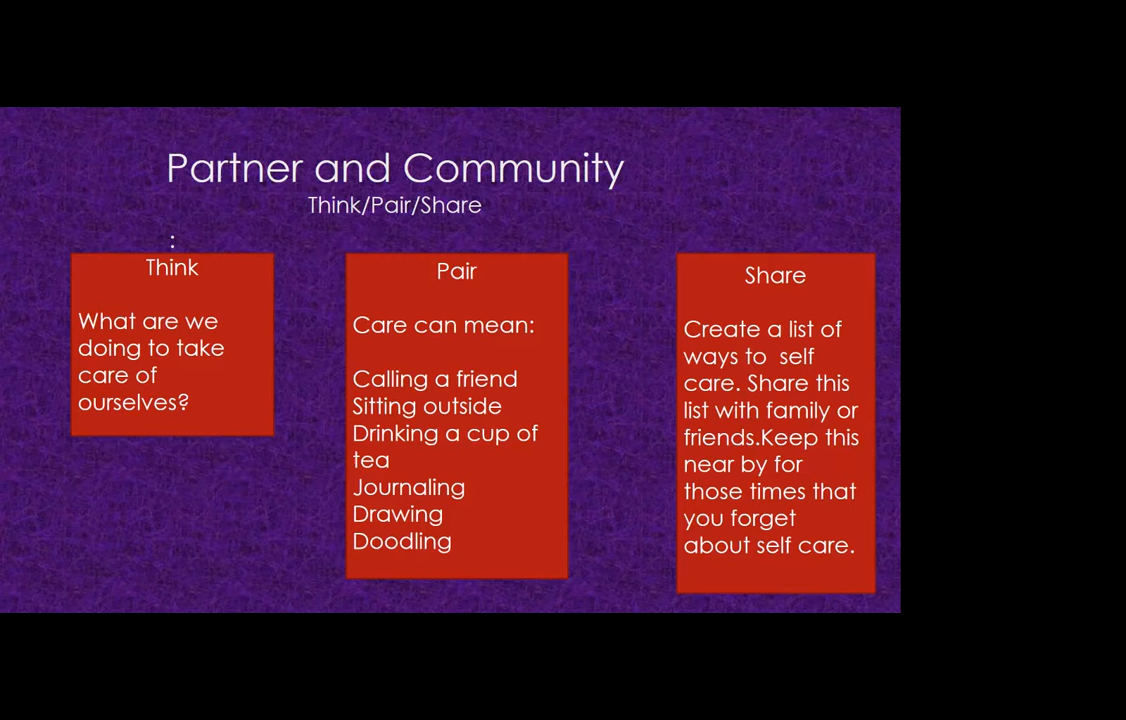 Partner and Community
Think/Pair/Share
:
Think
What are we
doing to take
care of
ourselves?
Pair
Care can mean:
Calling a friend
Sitting outside
Drinking a cup of
tea
Journaling
Drawing
Doodling
Share
Create a list of
ways to  self
care. Share this
list with family or
friends.Keep this
near by for
those times that
you forget
about self care.